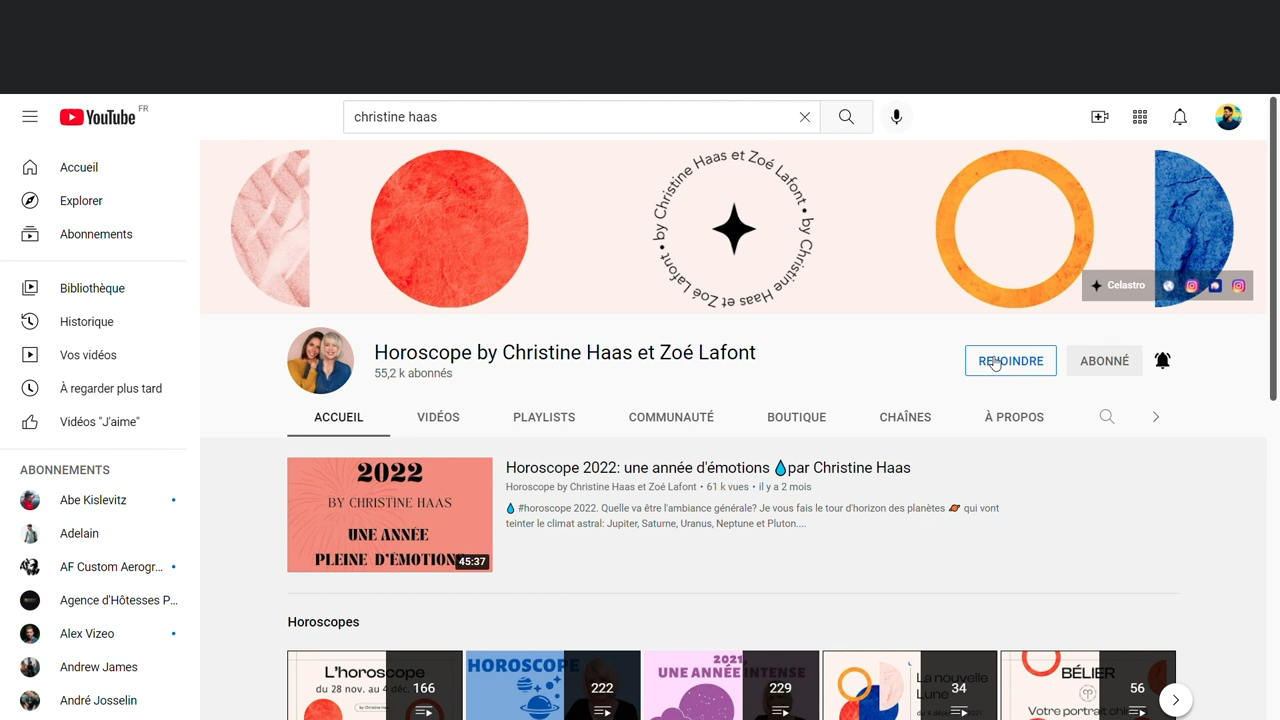 YouTube FR
christine haas
Accueil
Explorer
Abonnements
Bibliothèque
Historique
Vos vidéos
À regarder plus tard
Vidéos "J'aime"
ABONNEMENTS
Abe Kislevitz
Adelain
AF Custom Aerogr...
Agence d'Hôtesses P...
Alex Vizeo
Andrew James
André Josselin
by Christine Haas et Zoé Lafont • by Christine Haas et Zoé Lafont •
Celastro
Horoscope by Christine Haas et Zoé Lafont
55,2 k abonnés
REJOINDRE
ABONNÉ
ACCUEIL
VIDÉOS
PLAYLISTS
COMMUNAUTÉ
BOUTIQUE
CHAÎNES
À PROPOS
2022
BY CHRISTINE HAAS
UNE ANNÉE
PLEINE D'ÉMOTION
45:37
Horoscope 2022: une année d'émotions 💧par Christine Haas
Horoscope by Christine Haas et Zoé Lafont • 61 k vues • il y a 2 mois
💧 #horoscope 2022. Quelle va être l'ambiance générale? Je vous fais le tour d'horizon des planètes 🪐 qui vont
teinter le climat astral: Jupiter, Saturne, Uranus, Neptune et Pluton....
Horoscopes
L'horoscope
du 28 nov. au 4 déc.
166
HOROSCOPE
222
2021,
UNE ANNÉE INTENSE
229
La nouvelle
Lune
34
BÉLIER
Votre portrait
56